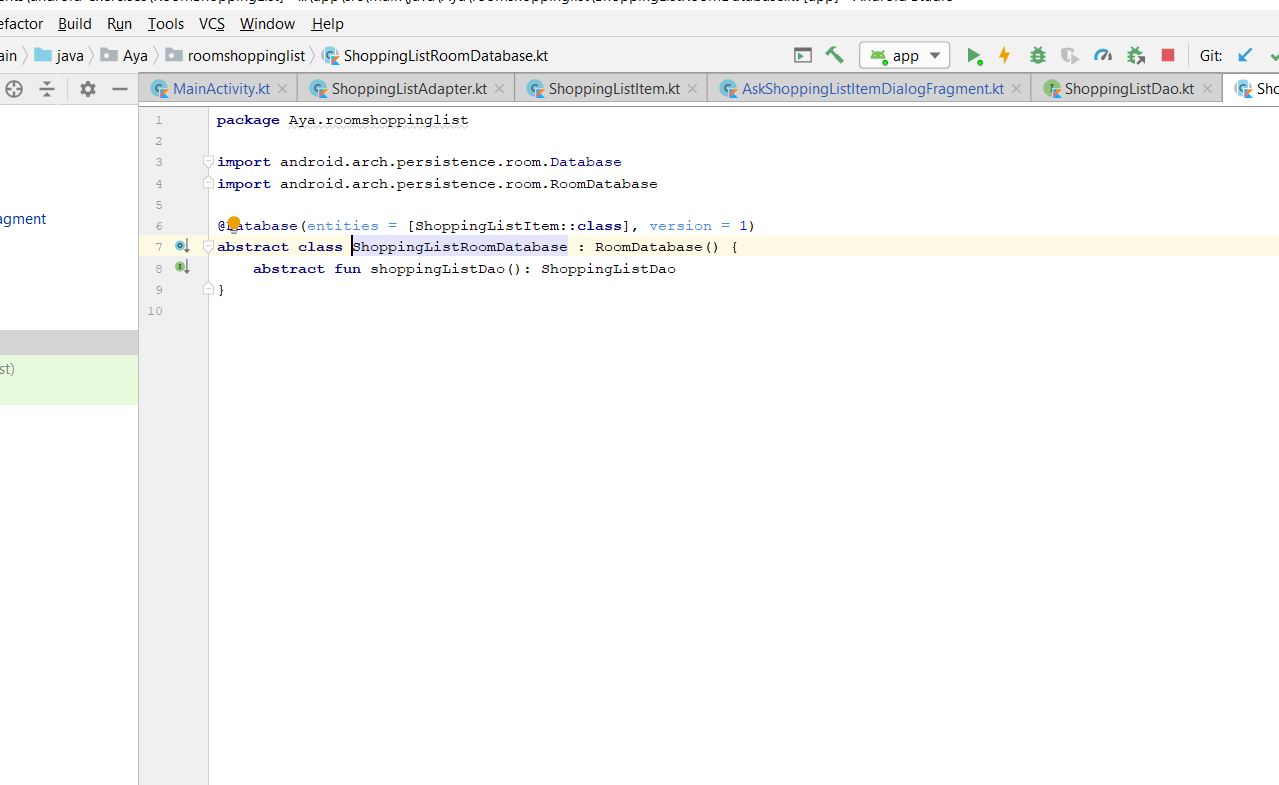 efactor Build Run Tools VCS Window Help
ain java Aya roomshoppinglist ShoppingListRoomDatabase.kt app Git:
MainActivity.kt ShoppingListAdapter.kt ShoppingListItem.kt AskShoppingListItemDialogFragment.kt ShoppingListDao.kt Sho
1 package Aya.roomshoppinglist
2
3 import android.arch.persistence.room.Database
4 import android.arch.persistence.room.RoomDatabase
5
agment
6 @Database(entities = [ShoppingListItem::class], version = 1)
7 abstract class ShoppingListRoomDatabase : RoomDatabase() {
8 abstract fun shoppingListDao(): ShoppingListDao
9 }
10
st)